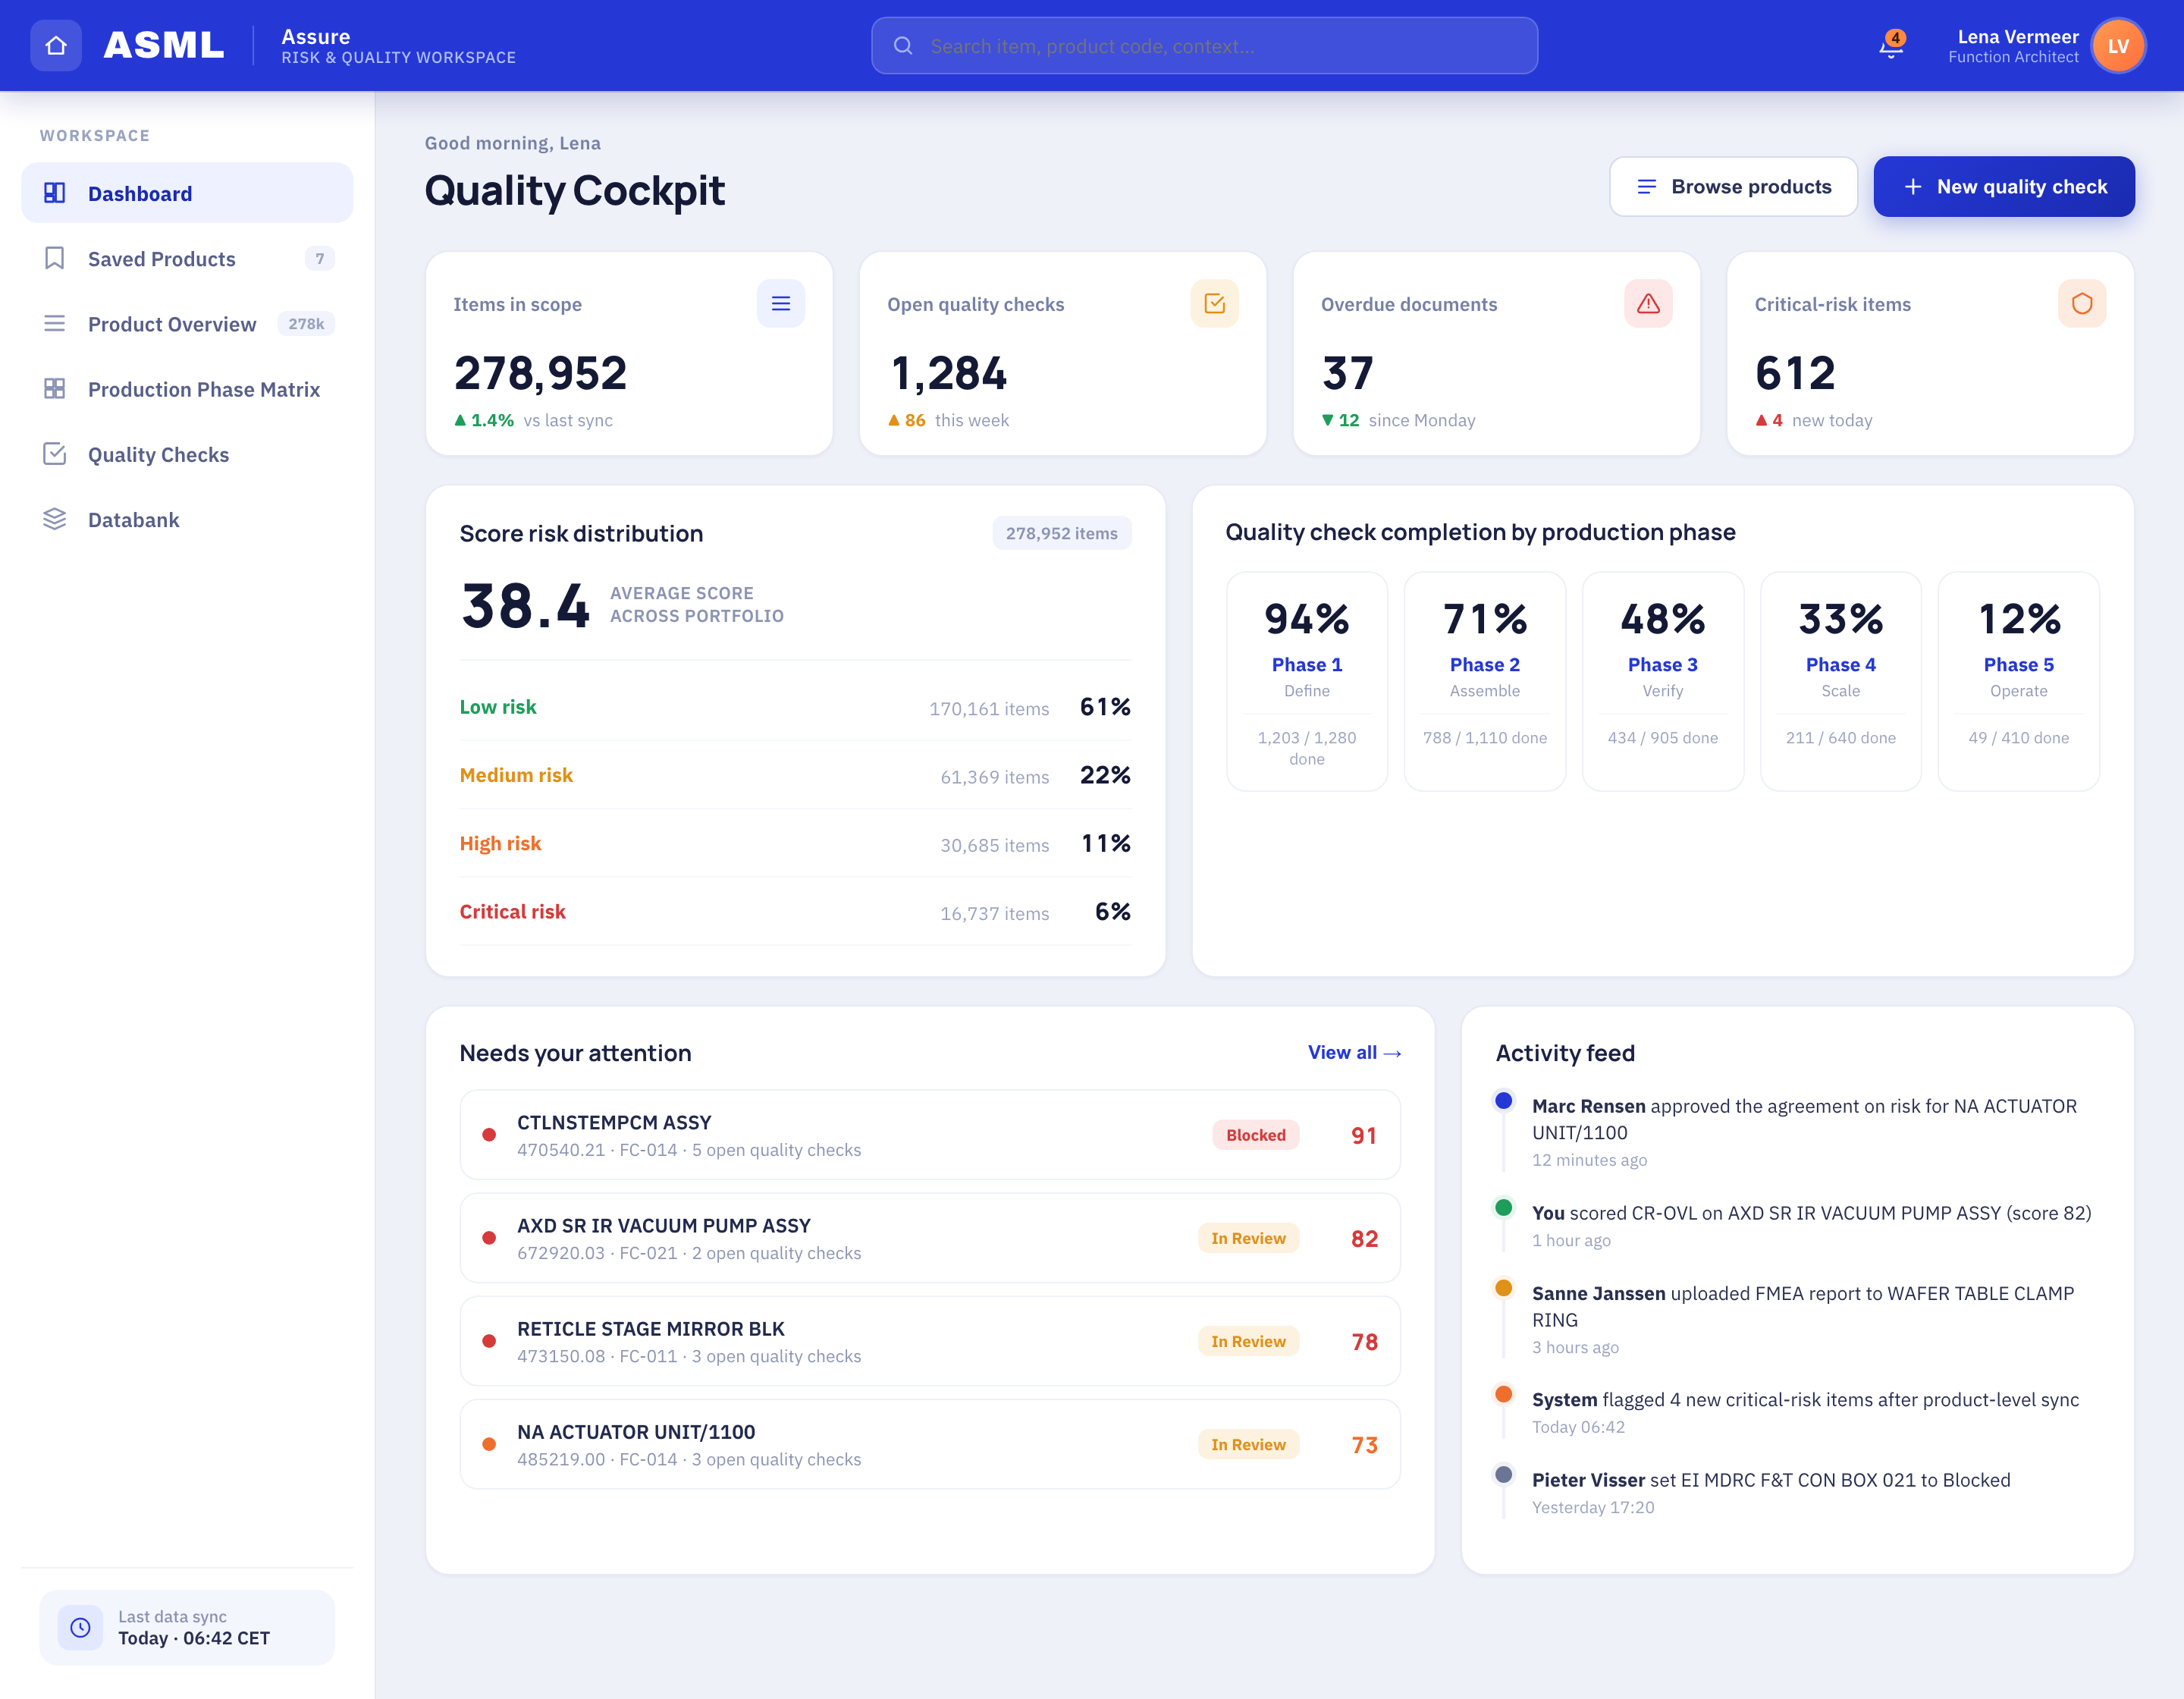 ASML
Assure
RISK & QUALITY WORKSPACE
Search item, product code, context...
4
Lena Vermeer
Function Architect
LV
WORKSPACE
Dashboard
Saved Products
7
Product Overview
278k
Production Phase Matrix
Quality Checks
Databank
Last data sync
Today · 06:42 CET
Good morning, Lena
Quality Cockpit
Browse products
New quality check
Items in scope
278,952
▲ 1.4% vs last sync
Open quality checks
1,284
▲ 86 this week
Overdue documents
37
▼ 12 since Monday
Critical-risk items
612
▲ 4 new today
Score risk distribution
278,952 items
38.4
AVERAGE SCORE
ACROSS PORTFOLIO
Low risk 170,161 items 61%
Medium risk 61,369 items 22%
High risk 30,685 items 11%
Critical risk 16,737 items 6%
Quality check completion by production phase
94%
Phase 1
Define
1,203 / 1,280
done
71%
Phase 2
Assemble
788 / 1,110 done
48%
Phase 3
Verify
434 / 905 done
33%
Phase 4
Scale
211 / 640 done
12%
Phase 5
Operate
49 / 410 done
Needs your attention
View all →
CTLNSTEMPCM ASSY
470540.21 · FC-014 · 5 open quality checks
Blocked
91
AXD SR IR VACUUM PUMP ASSY
672920.03 · FC-021 · 2 open quality checks
In Review
82
RETICLE STAGE MIRROR BLK
473150.08 · FC-011 · 3 open quality checks
In Review
78
NA ACTUATOR UNIT/1100
485219.00 · FC-014 · 3 open quality checks
In Review
73
Activity feed
Marc Rensen approved the agreement on risk for NA ACTUATOR
UNIT/1100
12 minutes ago
You scored CR-OVL on AXD SR IR VACUUM PUMP ASSY (score 82)
1 hour ago
Sanne Janssen uploaded FMEA report to WAFER TABLE CLAMP
RING
3 hours ago
System flagged 4 new critical-risk items after product-level sync
Today 06:42
Pieter Visser set EI MDRC F&T CON BOX 021 to Blocked
Yesterday 17:20